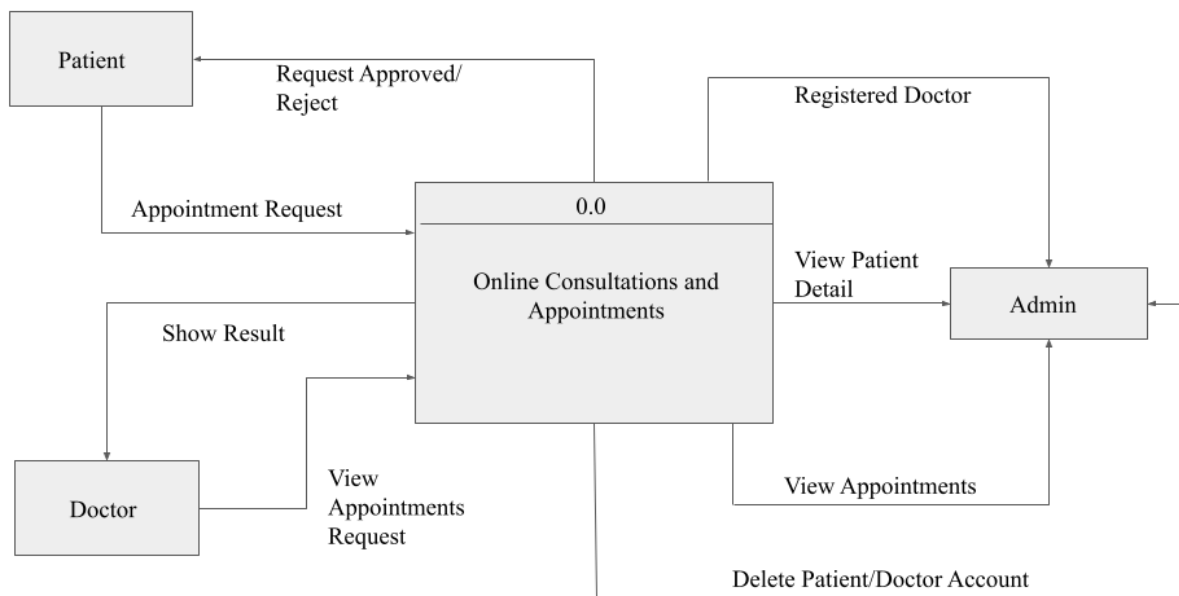 Patient
Request Approved/
Reject
Registered Doctor
Appointment Request
0.0
Online Consultations and
Appointments
View Patient
Detail
Admin
Show Result
View
Appointments
Request
Doctor
View Appointments
Delete Patient/Doctor Account